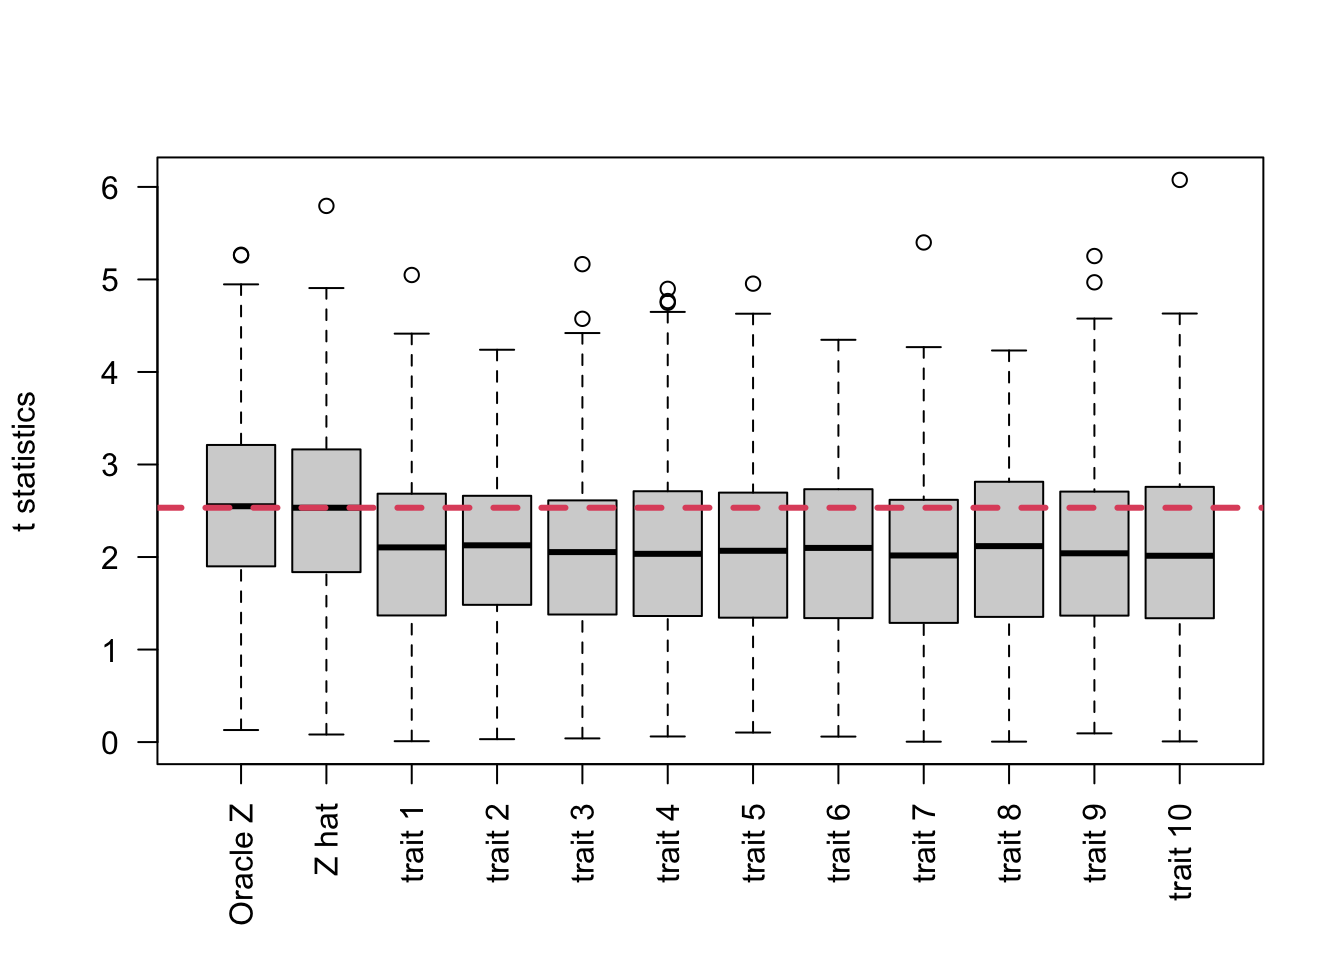 t statistics
6
5
4
3
2
1
0
Oracle Z
Z hat
trait 1
trait 2
trait 3
trait 4
trait 5
trait 6
trait 7
trait 8
trait 9
trait 10